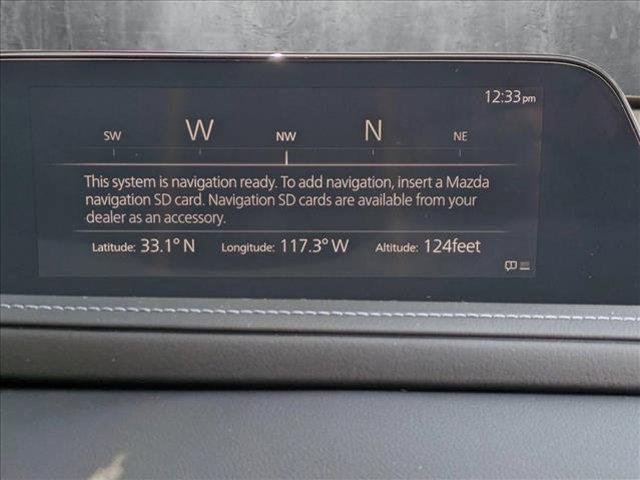 12:33pm
SW W NW N NE
This system is navigation ready. To add navigation, insert a Mazda
navigation SD card. Navigation SD cards are available from your
dealer as an accessory.
Latitude: 33.1° N Longitude: 117.3° W Altitude: 124feet